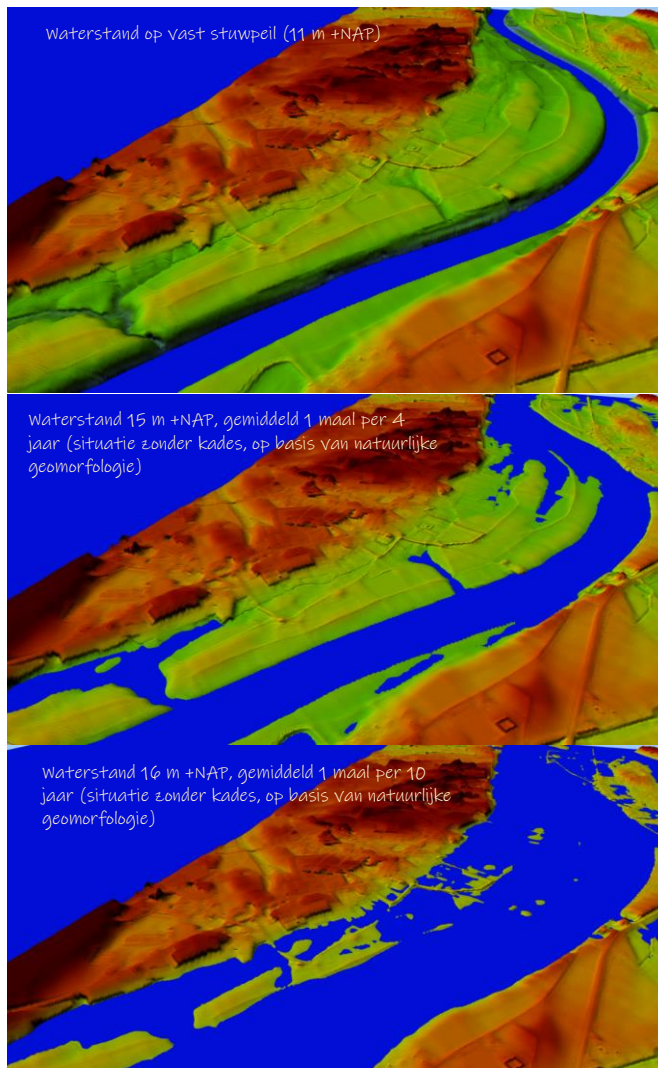 Waterstand op vast stuwpeil (11 m +NAP)
Waterstand 15 m +NAP, gemiddeld 1 maal per 4
jaar (situatie zonder kades, op basis van natuurlijke
geomorfologie)
Waterstand 16 m +NAP, gemiddeld 1 maal per 10
jaar (situatie zonder kades, op basis van natuurlijke
geomorfologie)